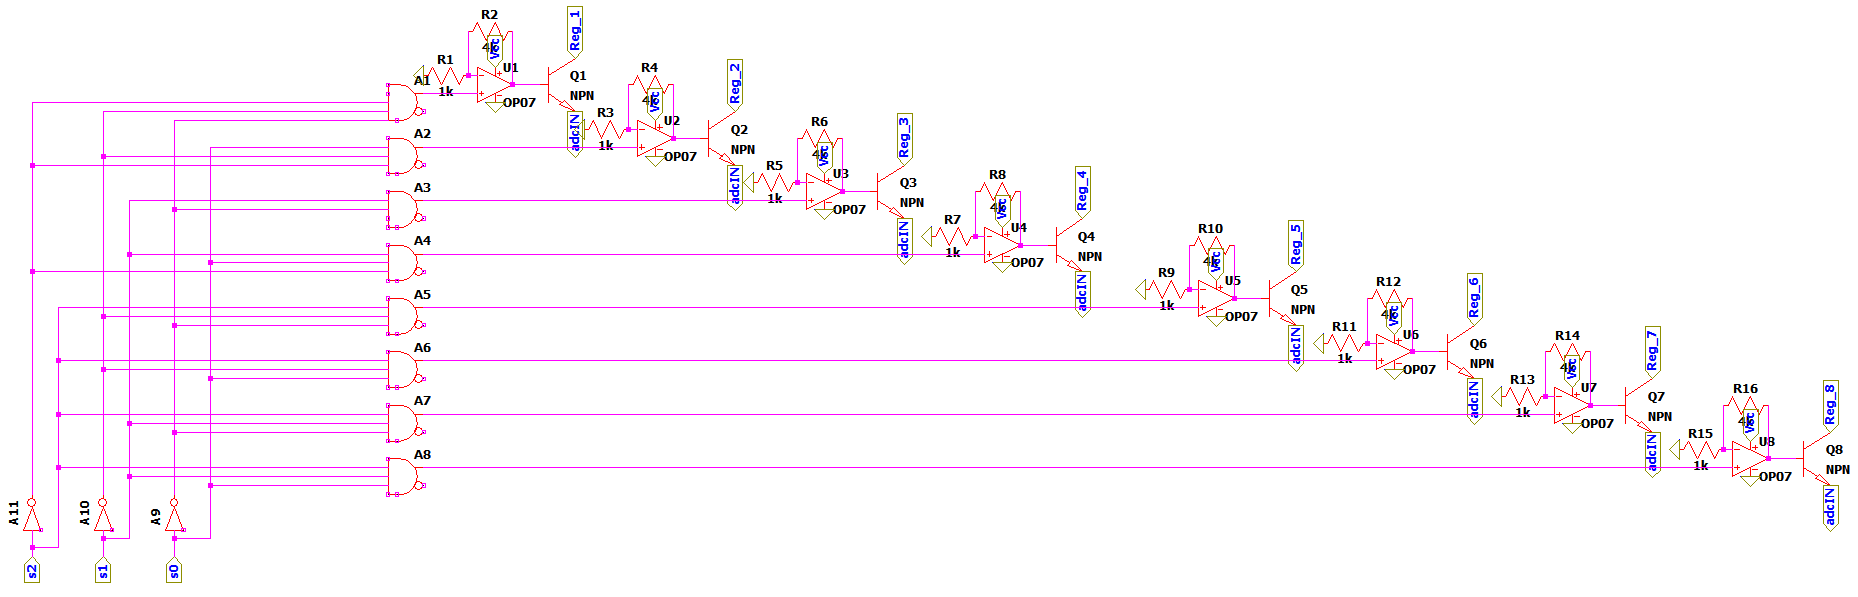 R2
Reg_1
4k
Vcc
R1
U1
A1
1k
OP07
Q1
NPN
adcIN
R4
Reg_2
4k
Vcc
R3
U2
A2
1k
OP07
Q2
NPN
adcIN
R6
Reg_3
4k
Vcc
R5
U3
A3
1k
OP07
Q3
NPN
adcIN
R8
Reg_4
4k
Vcc
R7
U4
A4
1k
OP07
Q4
NPN
adcIN
R10
Reg_5
4k
Vcc
R9
U5
A5
1k
OP07
Q5
NPN
adcIN
R12
Reg_6
4k
Vcc
R11
U6
A6
1k
OP07
Q6
NPN
adcIN
R14
Reg_7
4k
Vcc
R13
U7
A7
1k
OP07
Q7
NPN
adcIN
R16
Reg_8
4k
Vcc
R15
U8
A8
1k
OP07
Q8
NPN
adcIN
A11
A10
A9
s2
s1
s0